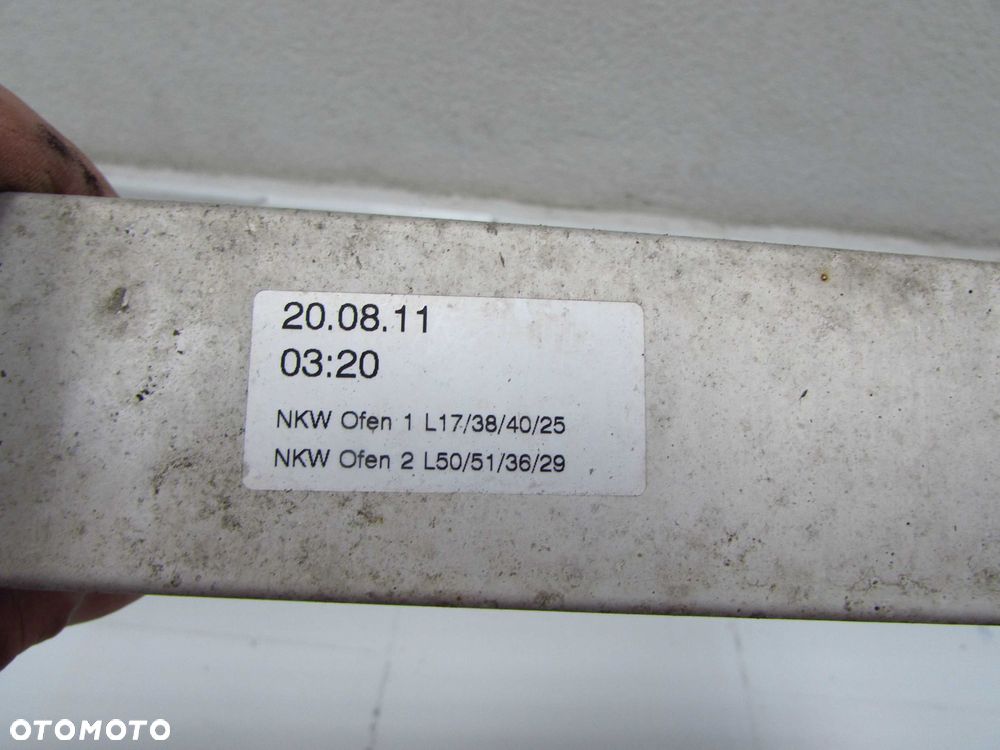 20.08.11
03:20
NKW Ofen 1 L17/38/40/25
NKW Ofen 2 L50/51/36/29
OTOMOTO